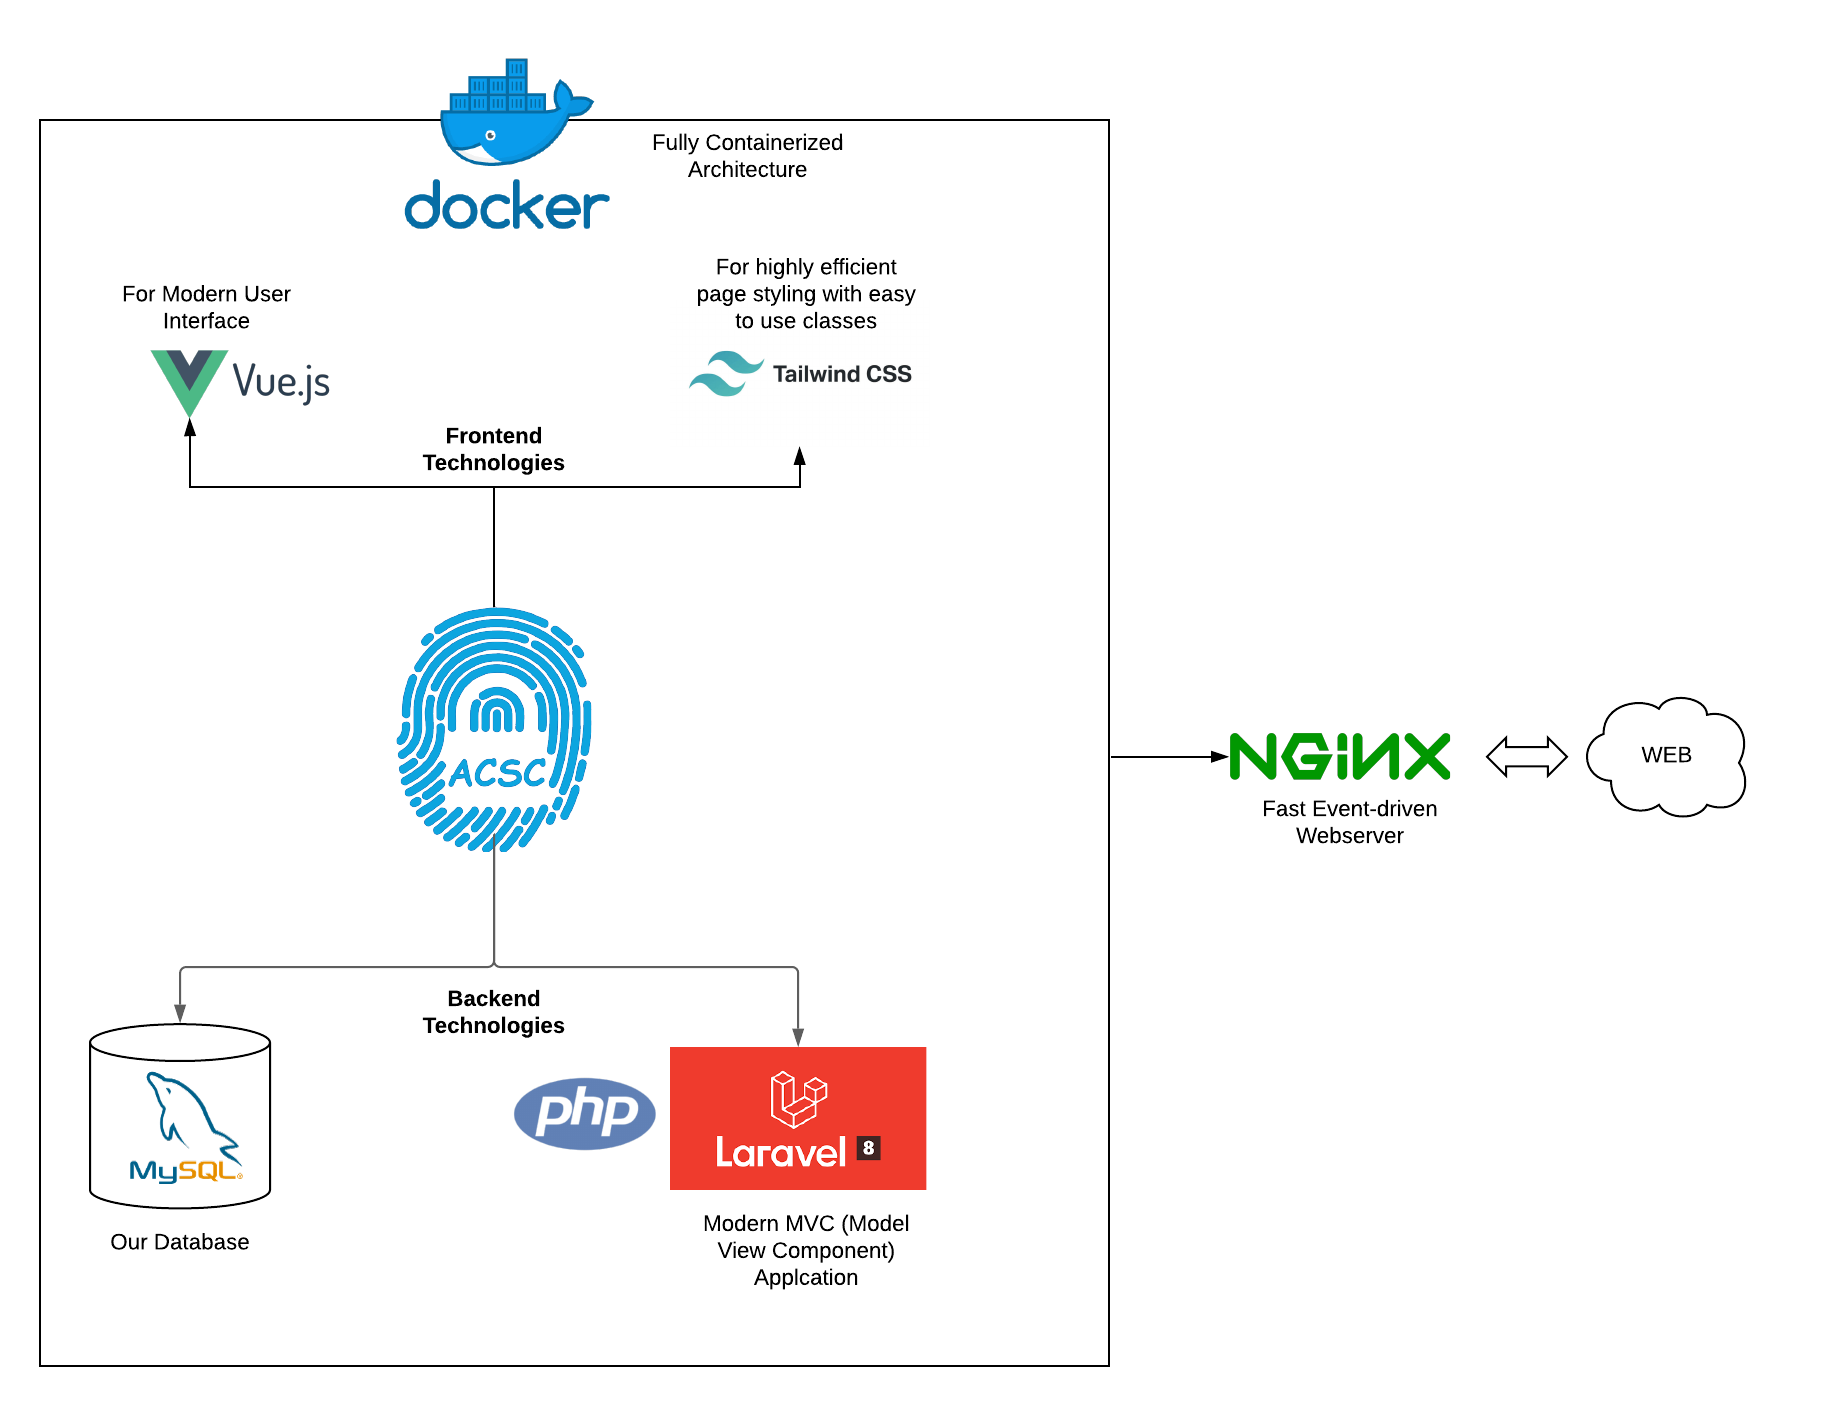 Fully Containerized
Architecture
docker
For Modern User
Interface
Vue.js
For highly efficient
page styling with easy
to use classes
Tailwind CSS
Frontend
Technologies
ACSC
NGINX
Fast Event-driven
Webserver
WEB
Backend
Technologies
MySQL®
Our Database
php
Laravel 8
Modern MVC (Model
View Component)
Applcation